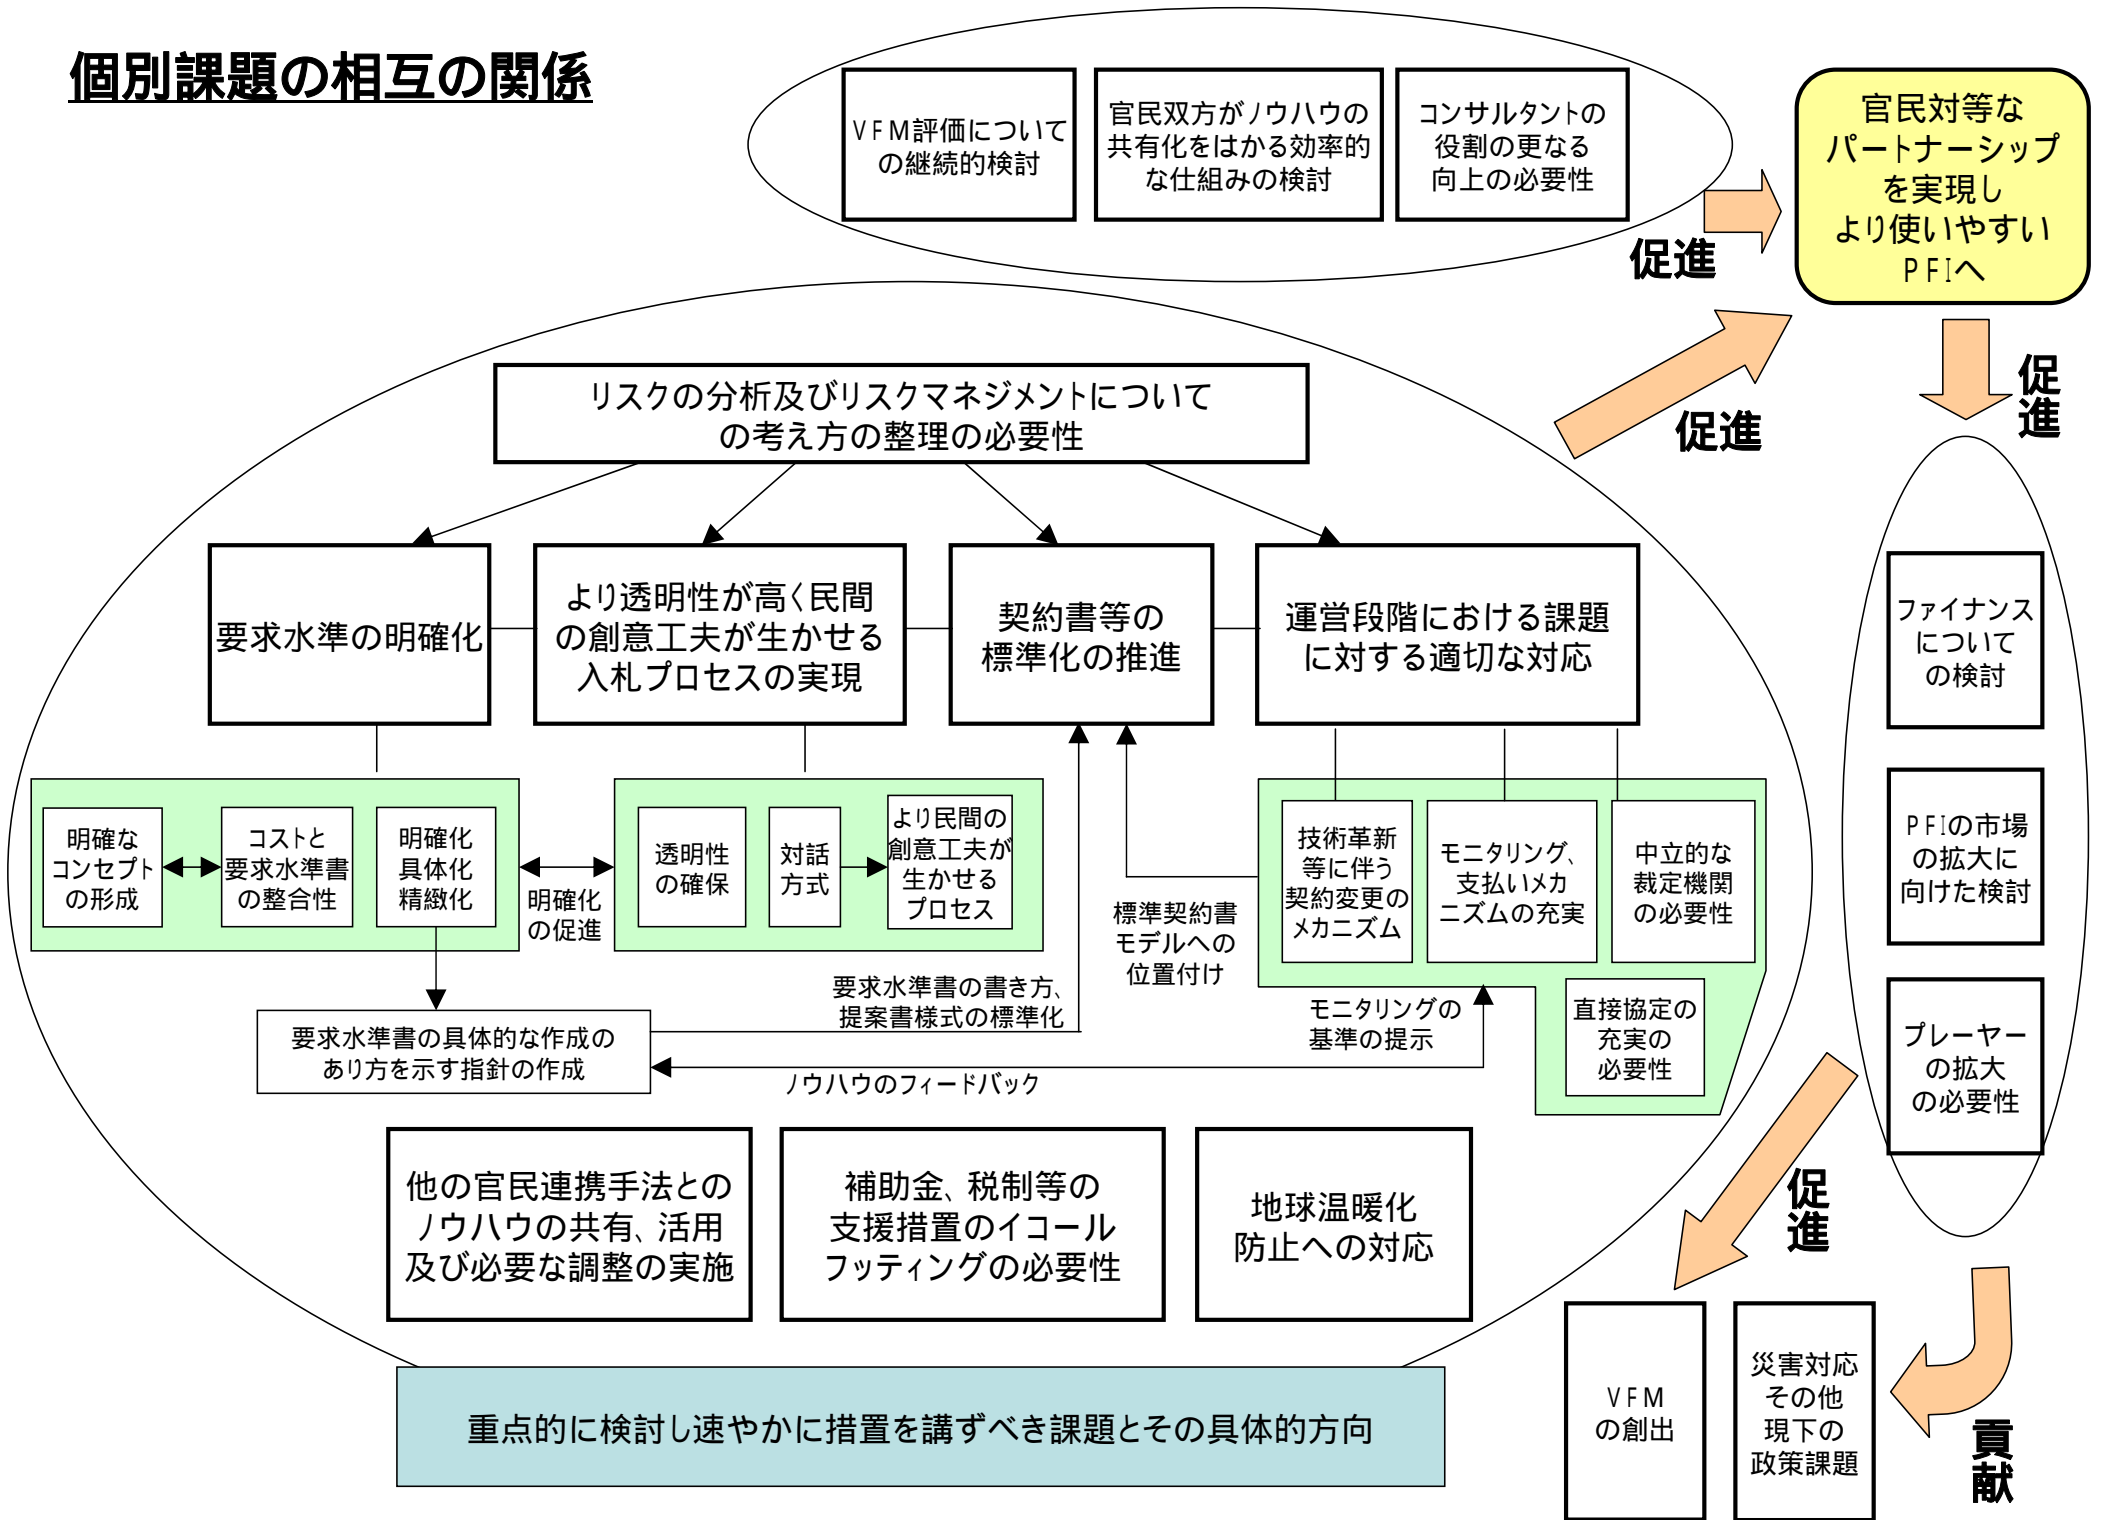 個別課題の相互の関係
VFM評価について
の継続的検討
官民双方がノウハウの
共有化をはかる効率的
な仕組みの検討
コンサルタントの
役割の更なる
向上の必要性
促進
官民対等な
パートナーシップ
を実現し
より使いやすい
PFIへ
促進
促進
リスクの分析及びリスクマネジメントについて
の考え方の整理の必要性
要求水準の明確化
より透明性が高く民間
の創意工夫が生かせる
入札プロセスの実現
契約書等の
標準化の推進
運営段階における課題
に対する適切な対応
明確な
コンセプト
の形成
コストと
要求水準書
の整合性
明確化
具体化
精緻化
明確化
の促進
透明性
の確保
対話
方式
より民間の
創意工夫が
生かせる
プロセス
標準契約書
モデルへの
位置付け
技術革新
等に伴う
契約変更の
メカニズム
モニタリング、
支払いメカ
ニズムの充実
中立的な
裁定機関
の必要性
直接協定の
充実の
必要性
要求水準書の書き方、
提案書様式の標準化
モニタリングの
基準の提示
要求水準書の具体的な作成の
あり方を示す指針の作成
ノウハウのフィードバック
他の官民連携手法との
ノウハウの共有、活用
及び必要な調整の実施
補助金、税制等の
支援措置のイコール
フッティングの必要性
地球温暖化
防止への対応
重点的に検討し速やかに措置を講ずべき課題とその具体的方向
ファイナンス
について
の検討
PFIの市場
の拡大に
向けた検討
プレーヤー
の拡大
の必要性
促進
VFM
の創出
災害対応
その他
現下の
政策課題
貢献